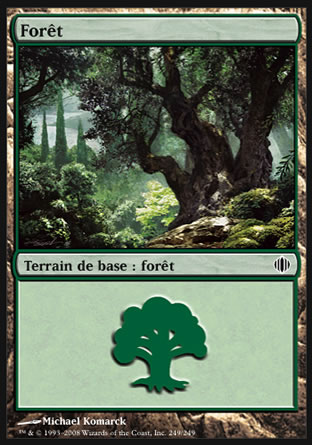 Forêt
Terrain de base : forêt
Michael Komarck
™ & © 1993-2008 Wizards of the Coast, Inc. 249/249